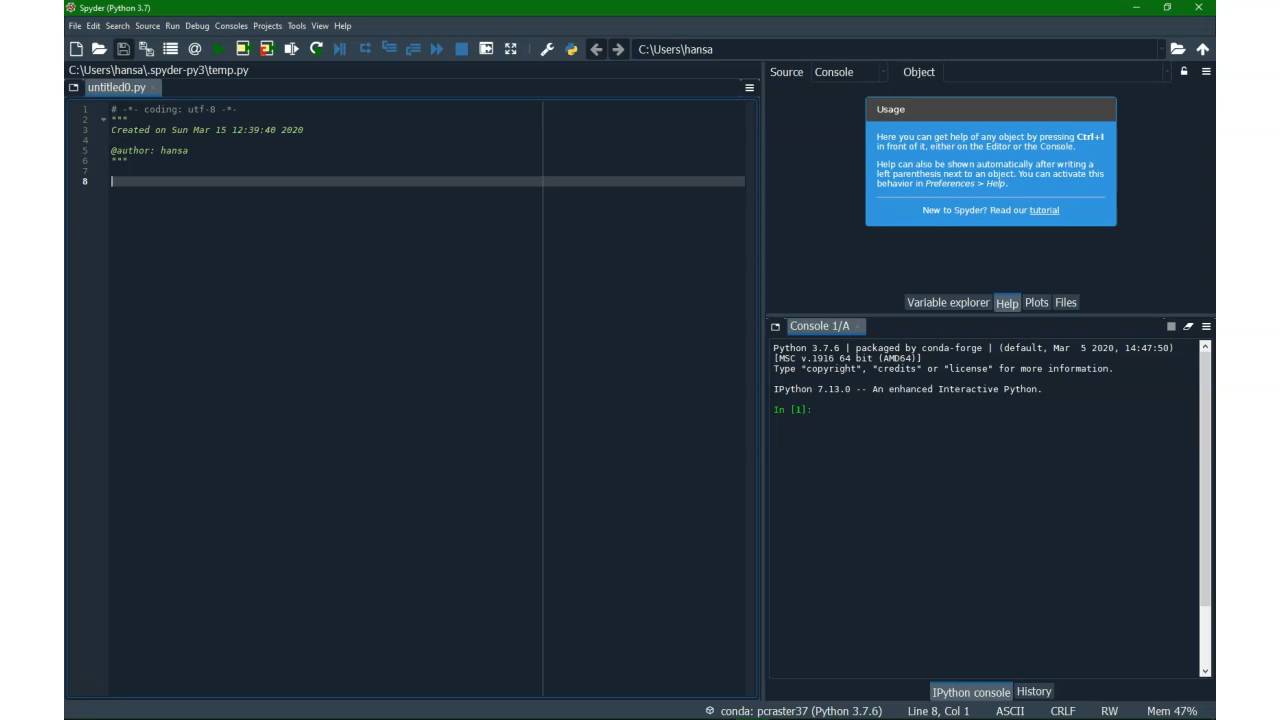 Spyder (Python 3.7)
File Edit Search Source Run Debug Consoles Projects Tools View Help
C:\Users\hansa
C:\Users\hansa\.spyder-py3\temp.py
untitled0.py
1 # -*- coding: utf-8 -*-
2 """
3 Created on Sun Mar 15 12:39:40 2020
4
5 @author: hansa
6 """
7
8
Source Console Object
Usage
Here you can get help of any object by pressing Ctrl+I
in front of it, either on the Editor or the Console.
Help can also be shown automatically after writing a
left parenthesis next to an object. You can activate this
behavior in Preferences > Help.
New to Spyder? Read our tutorial
Variable explorer Help Plots Files
Console 1/A
Python 3.7.6 | packaged by conda-forge | (default, Mar  5 2020, 14:47:50)
[MSC v.1916 64 bit (AMD64)]
Type "copyright", "credits" or "license" for more information.
IPython 7.13.0 -- An enhanced Interactive Python.
In [1]:
IPython console History
conda: pcraster37 (Python 3.7.6) Line 8, Col 1 ASCII CRLF RW Mem 47%